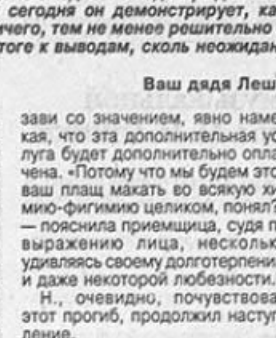 сегодня он демонстрирует, ка
ичего, тем не менее решительно
тоге к выводам, сколь неожидан
Ваш дядя Леш
зави со значением, явно наме
кая, что эта дополнительная ус
луга будет дополнительно опла
чена. «Потому что мы будем это
ваш плащ макать во всякую хи
мию-фигимию целиком, понял?
— пояснила приемщица, судя п
выражению лица, нескольк
удивляясь своему долготерпени
и даже некоторой любезности.
Н., очевидно, почувствова
этот прогиб, продолжил наступ
ление.